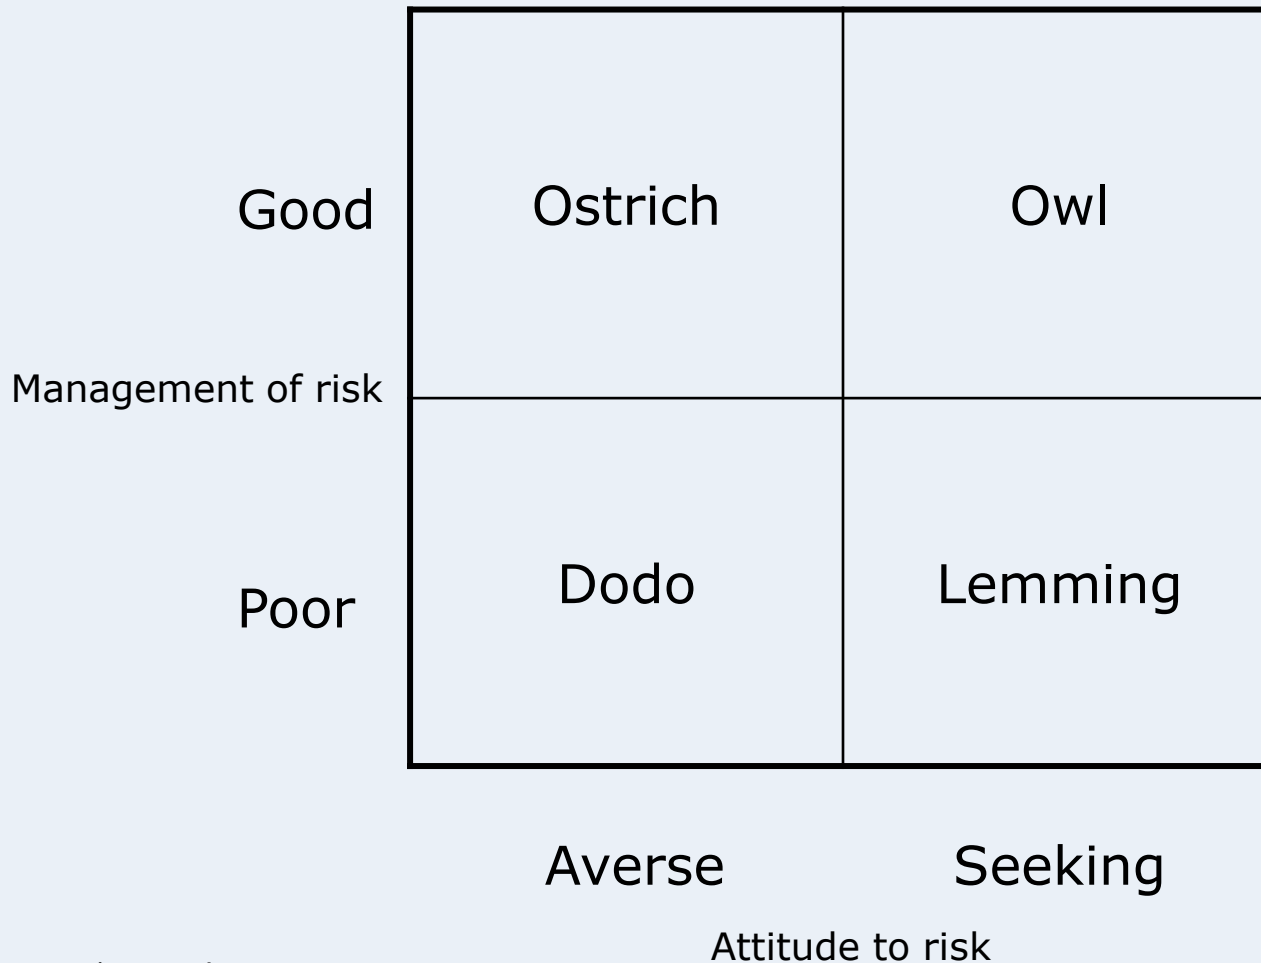 Good Ostrich Owl
Management of risk
Poor Dodo Lemming
Averse Seeking
Attitude to risk